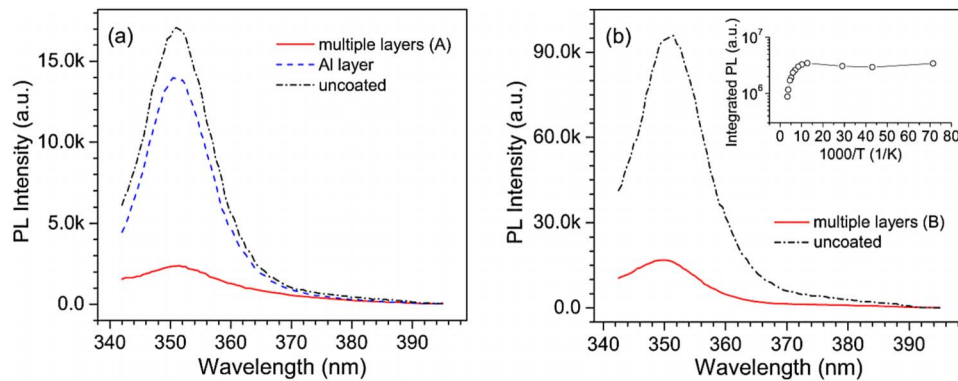 (a)
multiple layers (A)
Al layer
uncoated
15.0k
10.0k
5.0k
0.0
PL Intensity (a.u.)
340 350 360 370 380 390
Wavelength (nm)
(b)
90.0k
60.0k
30.0k
0.0
PL Intensity (a.u.)
10^7
10^6
Integrated PL (a.u.)
0 10 20 30 40 50 60 70 80
1000/T (1/K)
multiple layers (B)
uncoated
340 350 360 370 380 390
Wavelength (nm)